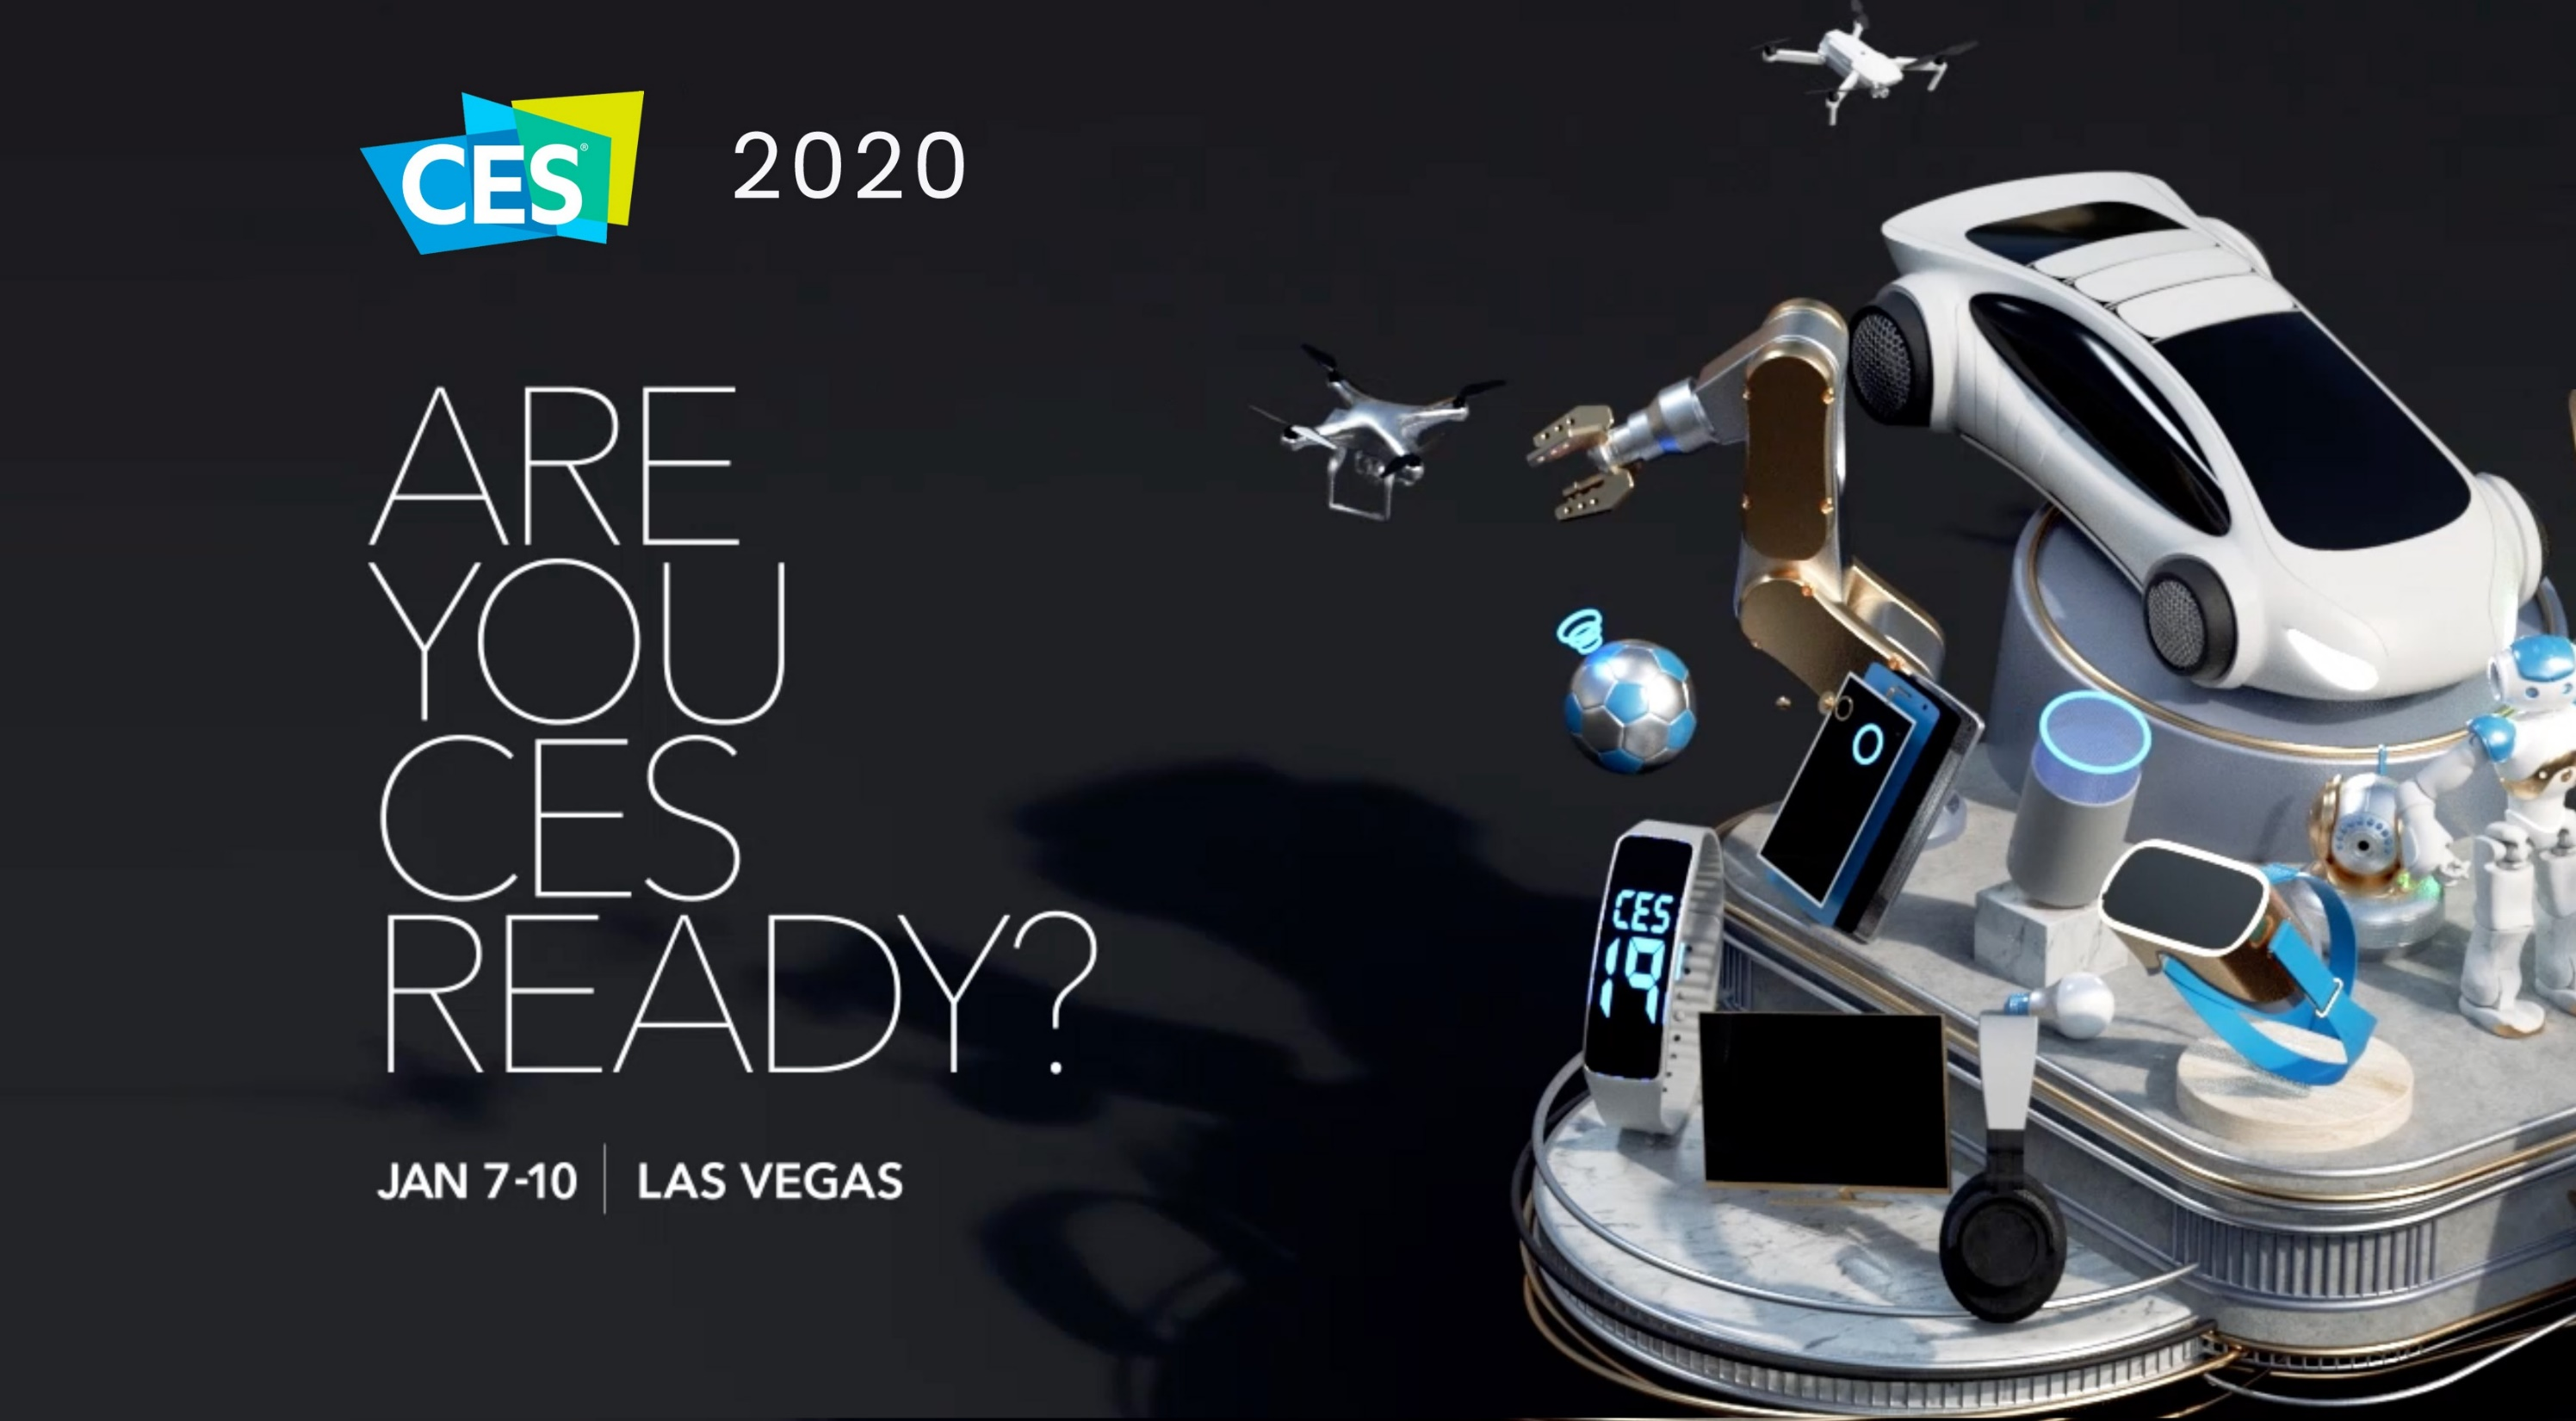 CES® 2020
ARE
YOU
CES
READY?
JAN 7-10 | LAS VEGAS
CES
19